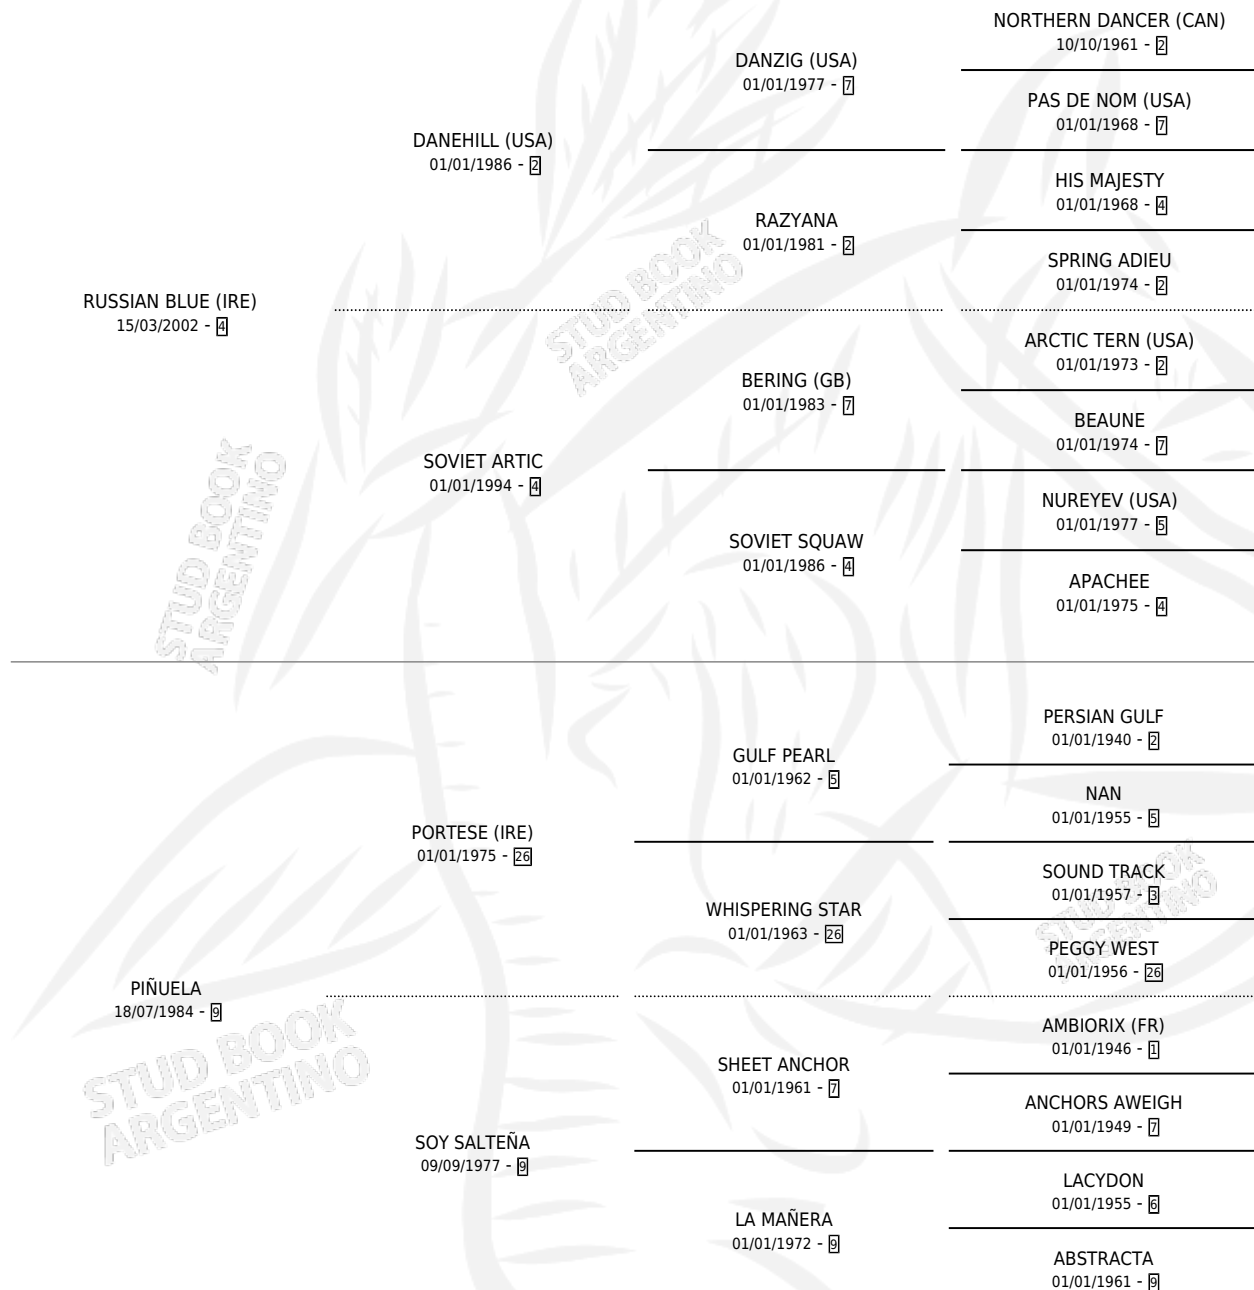 NORTHERN DANCER (CAN)
10/10/1961 - 2
DANZIG (USA)
01/01/1977 - 7
PAS DE NOM (USA)
01/01/1968 - 7
DANEHILL (USA)
01/01/1986 - 2
HIS MAJESTY
01/01/1968 - 4
RAZYANA
01/01/1981 - 2
SPRING ADIEU
01/01/1974 - 2
RUSSIAN BLUE (IRE)
15/03/2002 - 4
ARCTIC TERN (USA)
01/01/1973 - 2
BERING (GB)
01/01/1983 - 7
BEAUNE
01/01/1974 - 7
SOVIET ARTIC
01/01/1994 - 4
NUREYEV (USA)
01/01/1977 - 5
SOVIET SQUAW
01/01/1986 - 4
APACHEE
01/01/1975 - 4
PERSIAN GULF
01/01/1940 - 2
GULF PEARL
01/01/1962 - 5
NAN
01/01/1955 - 5
PORTESE (IRE)
01/01/1975 - 26
SOUND TRACK
01/01/1957 - 3
WHISPERING STAR
01/01/1963 - 26
PEGGY WEST
01/01/1956 - 26
PIÑUELA
18/07/1984 - 9
AMBIORIX (FR)
01/01/1946 - 1
SHEET ANCHOR
01/01/1961 - 7
ANCHORS AWEIGH
01/01/1949 - 7
SOY SALTEÑA
09/09/1977 - 9
LACYDON
01/01/1955 - 6
LA MAÑERA
01/01/1972 - 9
ABSTRACTA
01/01/1961 - 9
STUD BOOK
ARGENTINO
STUD BOOK
ARGENTINO
STUD BOOK
ARGENTINO
STUD BOOK
ARGENTINO